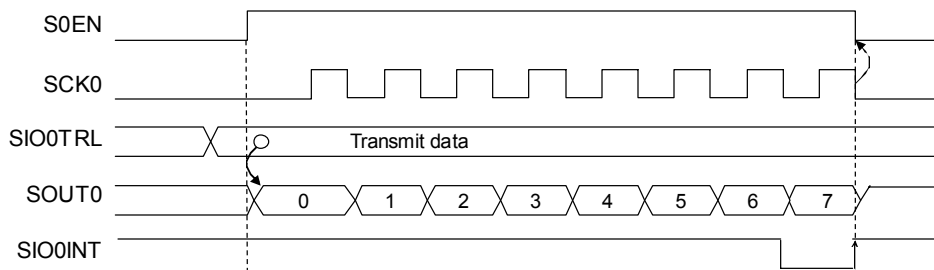 S0EN
SCK0
SIO0TRL Transmit data
SOUT0 0 1 2 3 4 5 6 7
SIO0INT